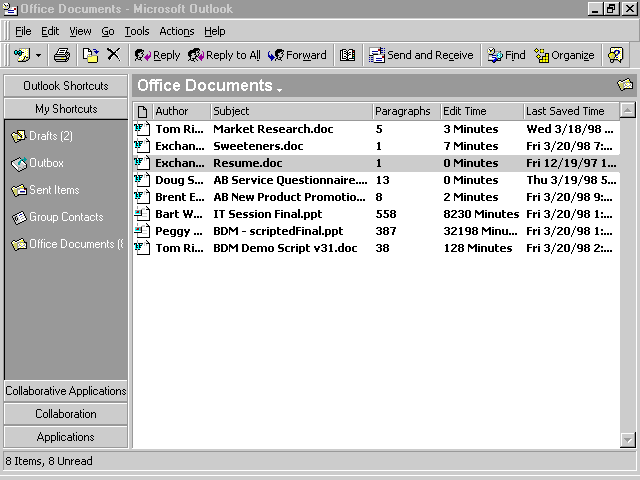 Office Documents - Microsoft Outlook
File Edit View Go Tools Actions Help
Reply Reply to All Forward Send and Receive Find Organize
Outlook Shortcuts
My Shortcuts
Drafts (2)
Outbox
Sent Items
Group Contacts
Office Documents (8
Collaborative Applications
Collaboration
Applications
Office Documents
Author Subject Paragraphs Edit Time Last Saved Time
Tom Ri... Market Research.doc 5 3 Minutes Wed 3/18/98 ...
Exchan... Sweeteners.doc 1 7 Minutes Fri 3/20/98 7:...
Exchan... Resume.doc 1 0 Minutes Fri 12/19/97 1...
Doug S... AB Service Questionnaire.... 13 0 Minutes Thu 3/19/98 5...
Brent E... AB New Product Promotio... 8 2 Minutes Fri 3/20/98 9:...
Bart W... IT Session Final.ppt 558 8230 Minutes Fri 3/20/98 1:...
Peggy ... BDM - scriptedFinal.ppt 387 32198 Minu... Fri 3/20/98 1:...
Tom Ri... BDM Demo Script v31.doc 38 128 Minutes Fri 3/20/98 2:...
8 Items, 8 Unread